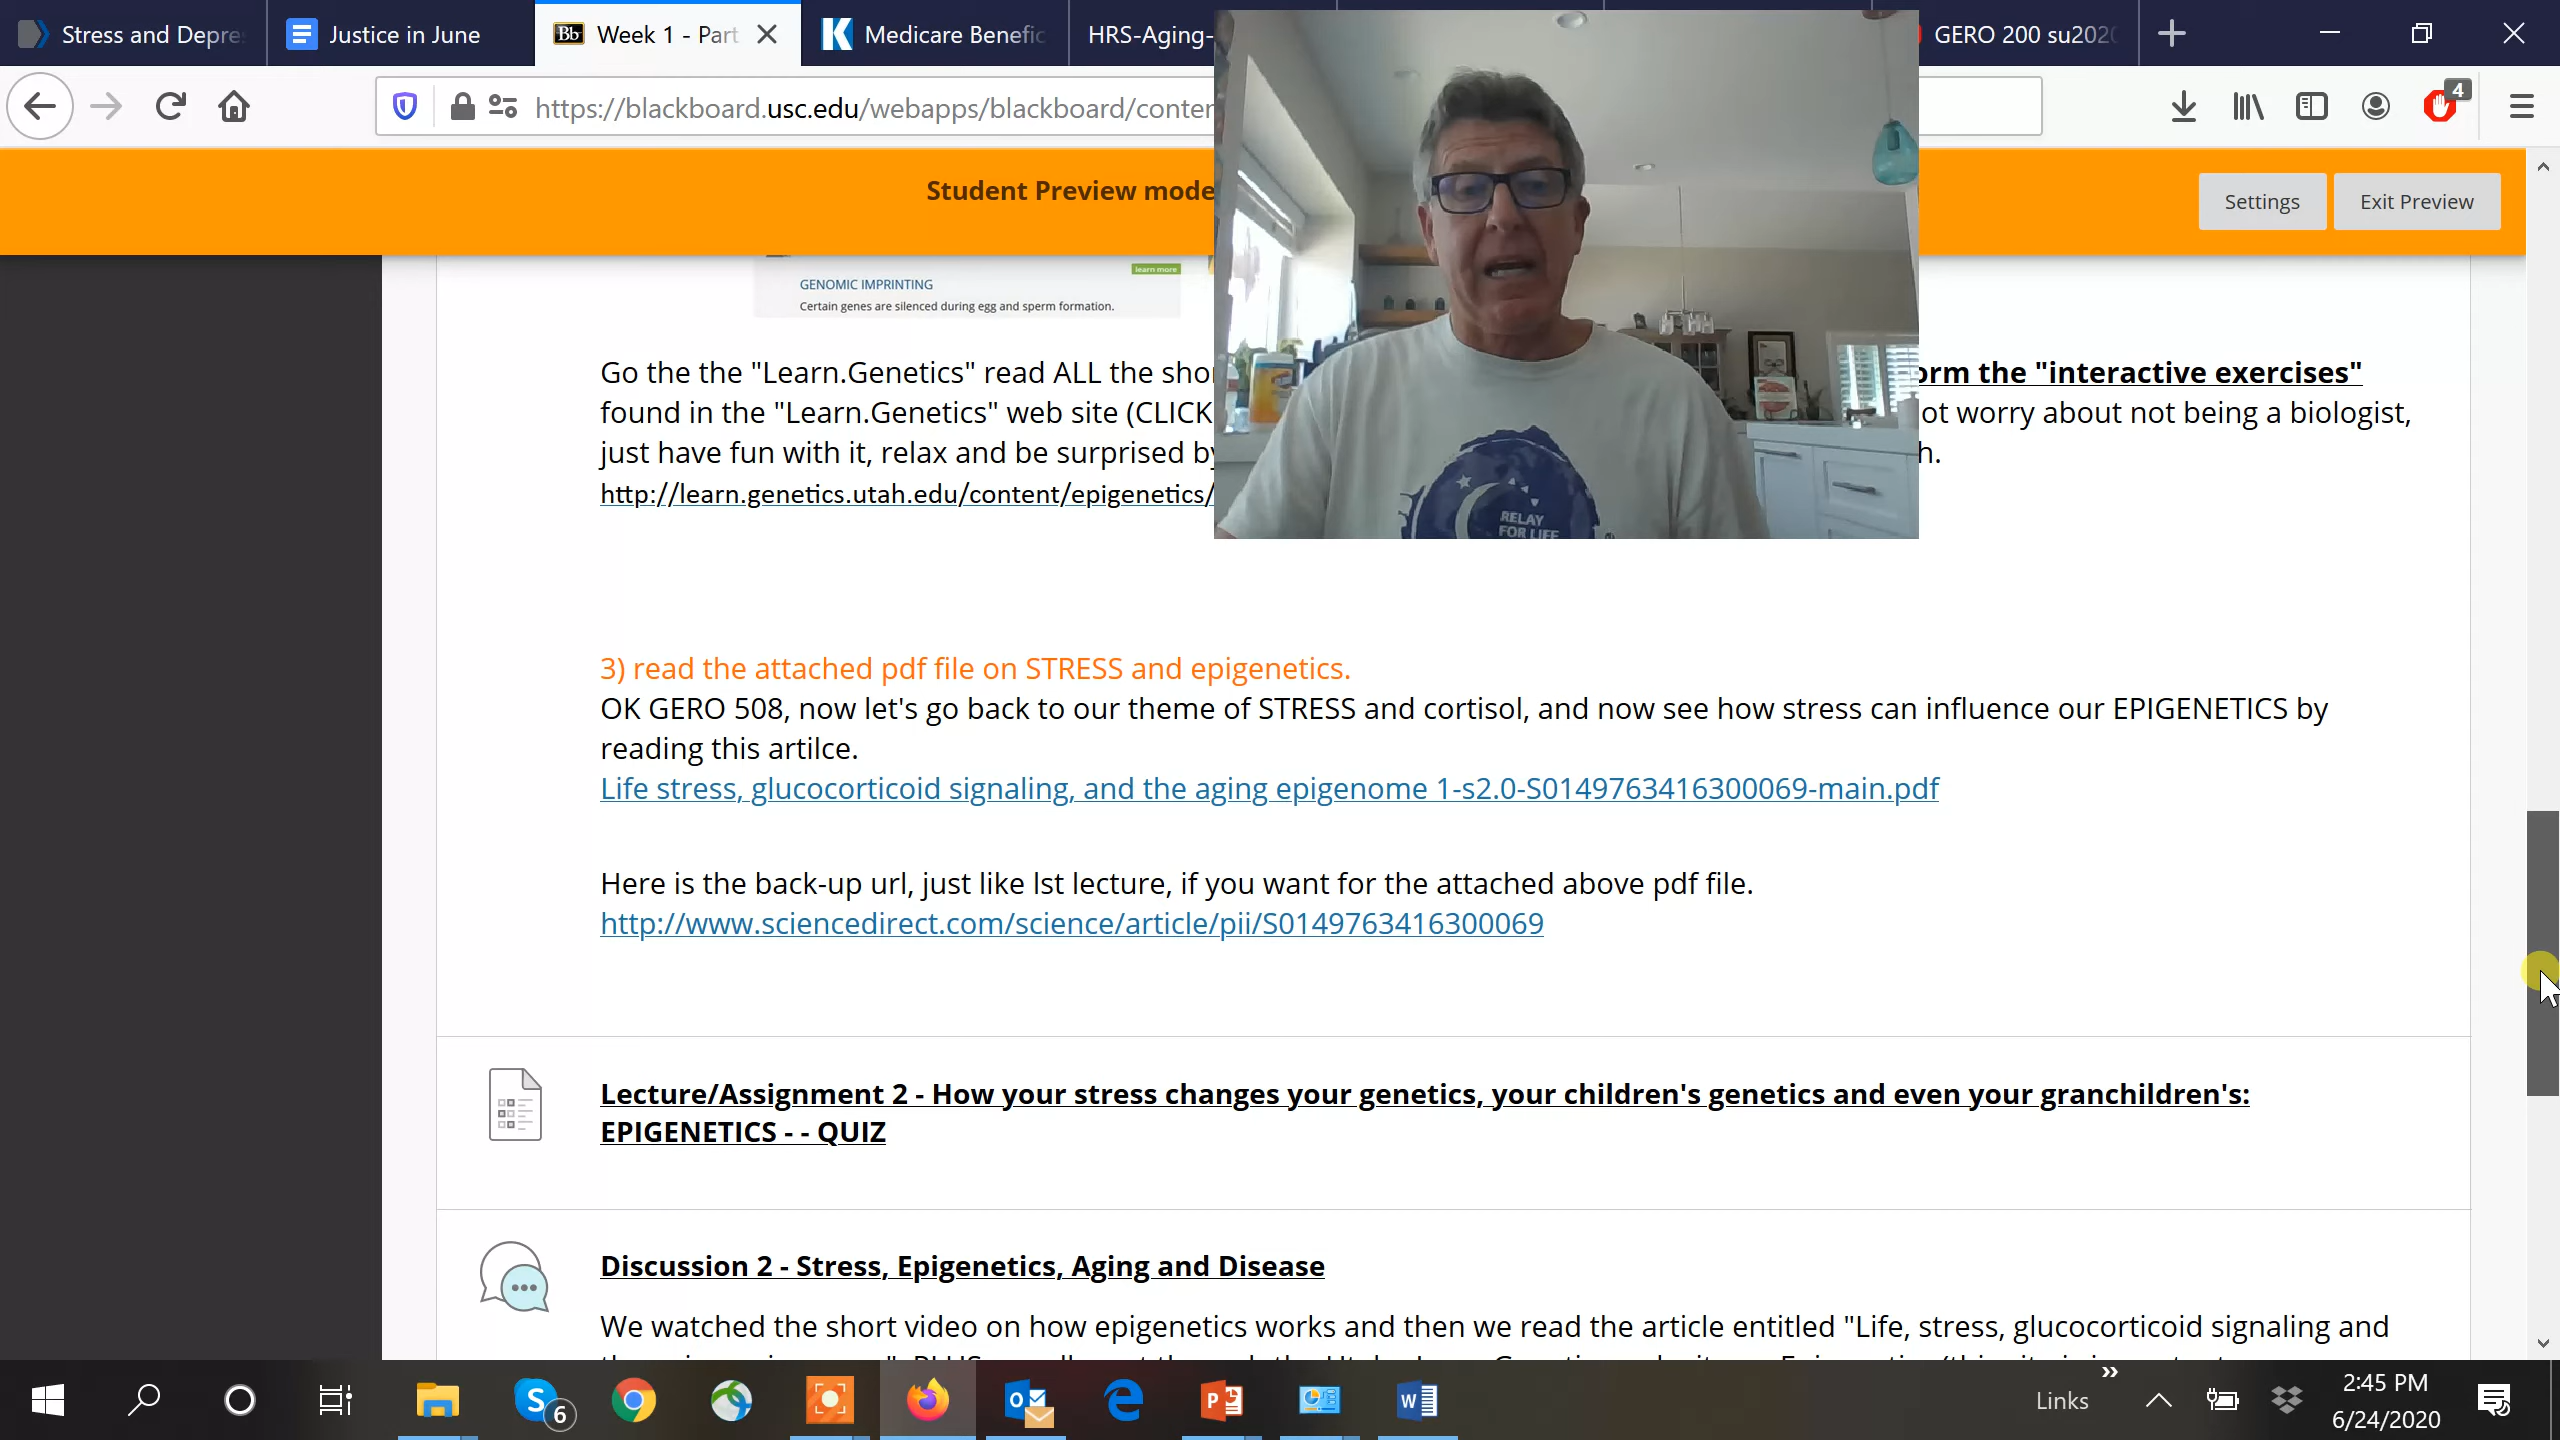 Stress and Depre
Justice in June
Bb Week 1 - Part
K Medicare Benefic
HRS-Aging-
GERO 200 su202
https://blackboard.usc.edu/webapps/blackboard/conten
4
Student Preview mode
Settings
Exit Preview
learn more
GENOMIC IMPRINTING
Certain genes are silenced during egg and sperm formation.
Go the the "Learn.Genetics" read ALL the shor orm the "interactive exercises"
found in the "Learn.Genetics" web site (CLICK ot worry about not being a biologist,
just have fun with it, relax and be surprised by h.
http://learn.genetics.utah.edu/content/epigenetics/
RELAY
FOR LIFE
3) read the attached pdf file on STRESS and epigenetics.
OK GERO 508, now let's go back to our theme of STRESS and cortisol, and now see how stress can influence our EPIGENETICS by
reading this artilce.
Life stress, glucocorticoid signaling, and the aging epigenome 1-s2.0-S0149763416300069-main.pdf
Here is the back-up url, just like lst lecture, if you want for the attached above pdf file.
http://www.sciencedirect.com/science/article/pii/S0149763416300069
Lecture/Assignment 2 - How your stress changes your genetics, your children's genetics and even your granchildren's:
EPIGENETICS - - QUIZ
Discussion 2 - Stress, Epigenetics, Aging and Disease
We watched the short video on how epigenetics works and then we read the article entitled "Life, stress, glucocorticoid signaling and
S 6
Links
2:45 PM
6/24/2020